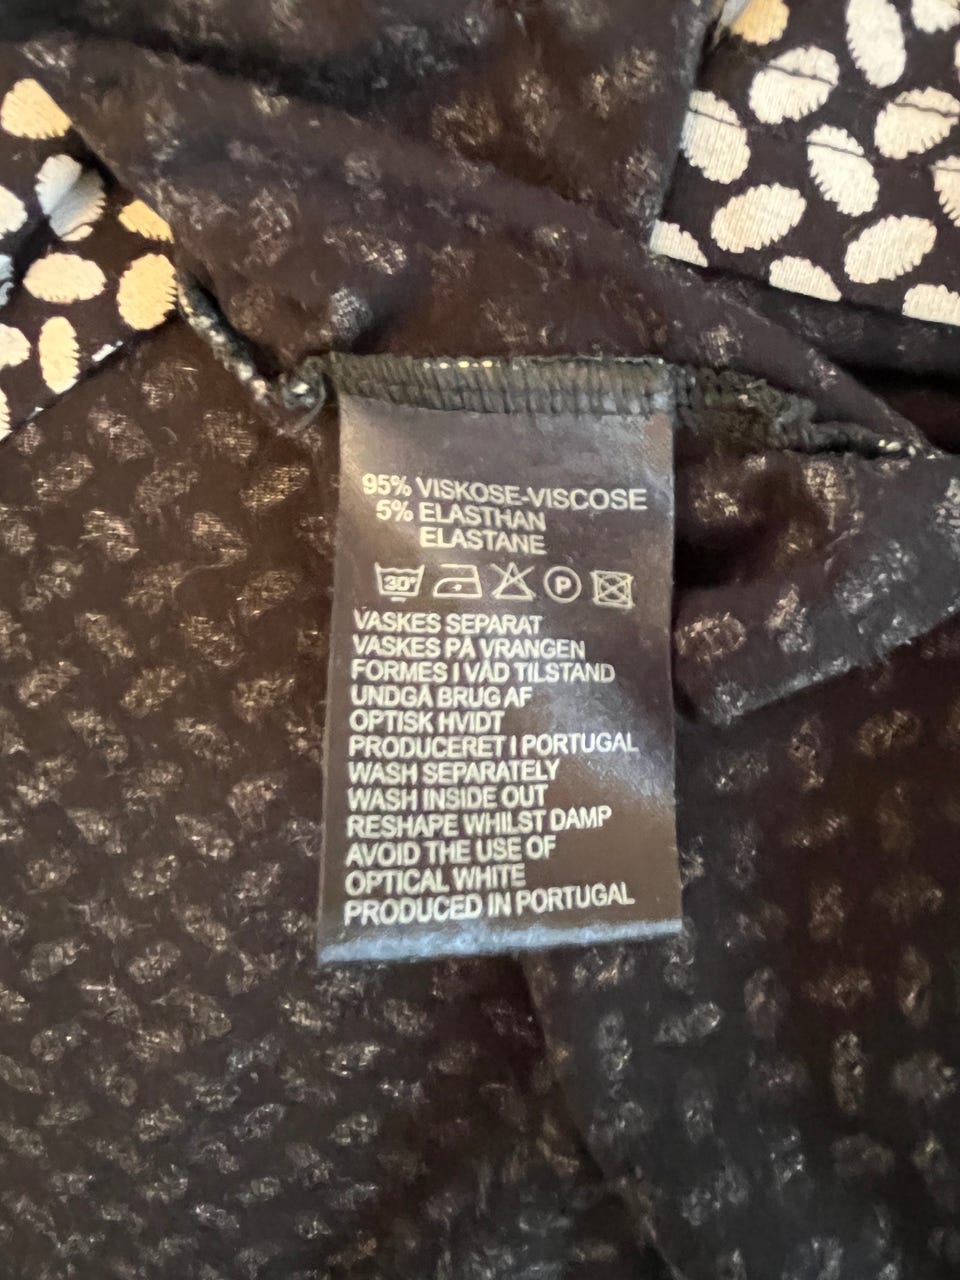 95% VISKOSE-VISCOSE
5% ELASTHAN
ELASTANE
30° P
VASKES SEPARAT
VASKES PÅ VRANGEN
FORMES I VÅD TILSTAND
UNDGÅ BRUG AF
OPTISK HVIDT
PRODUCERET I PORTUGAL
WASH SEPARATELY
WASH INSIDE OUT
RESHAPE WHILST DAMP
AVOID THE USE OF
OPTICAL WHITE
PRODUCED IN PORTUGAL